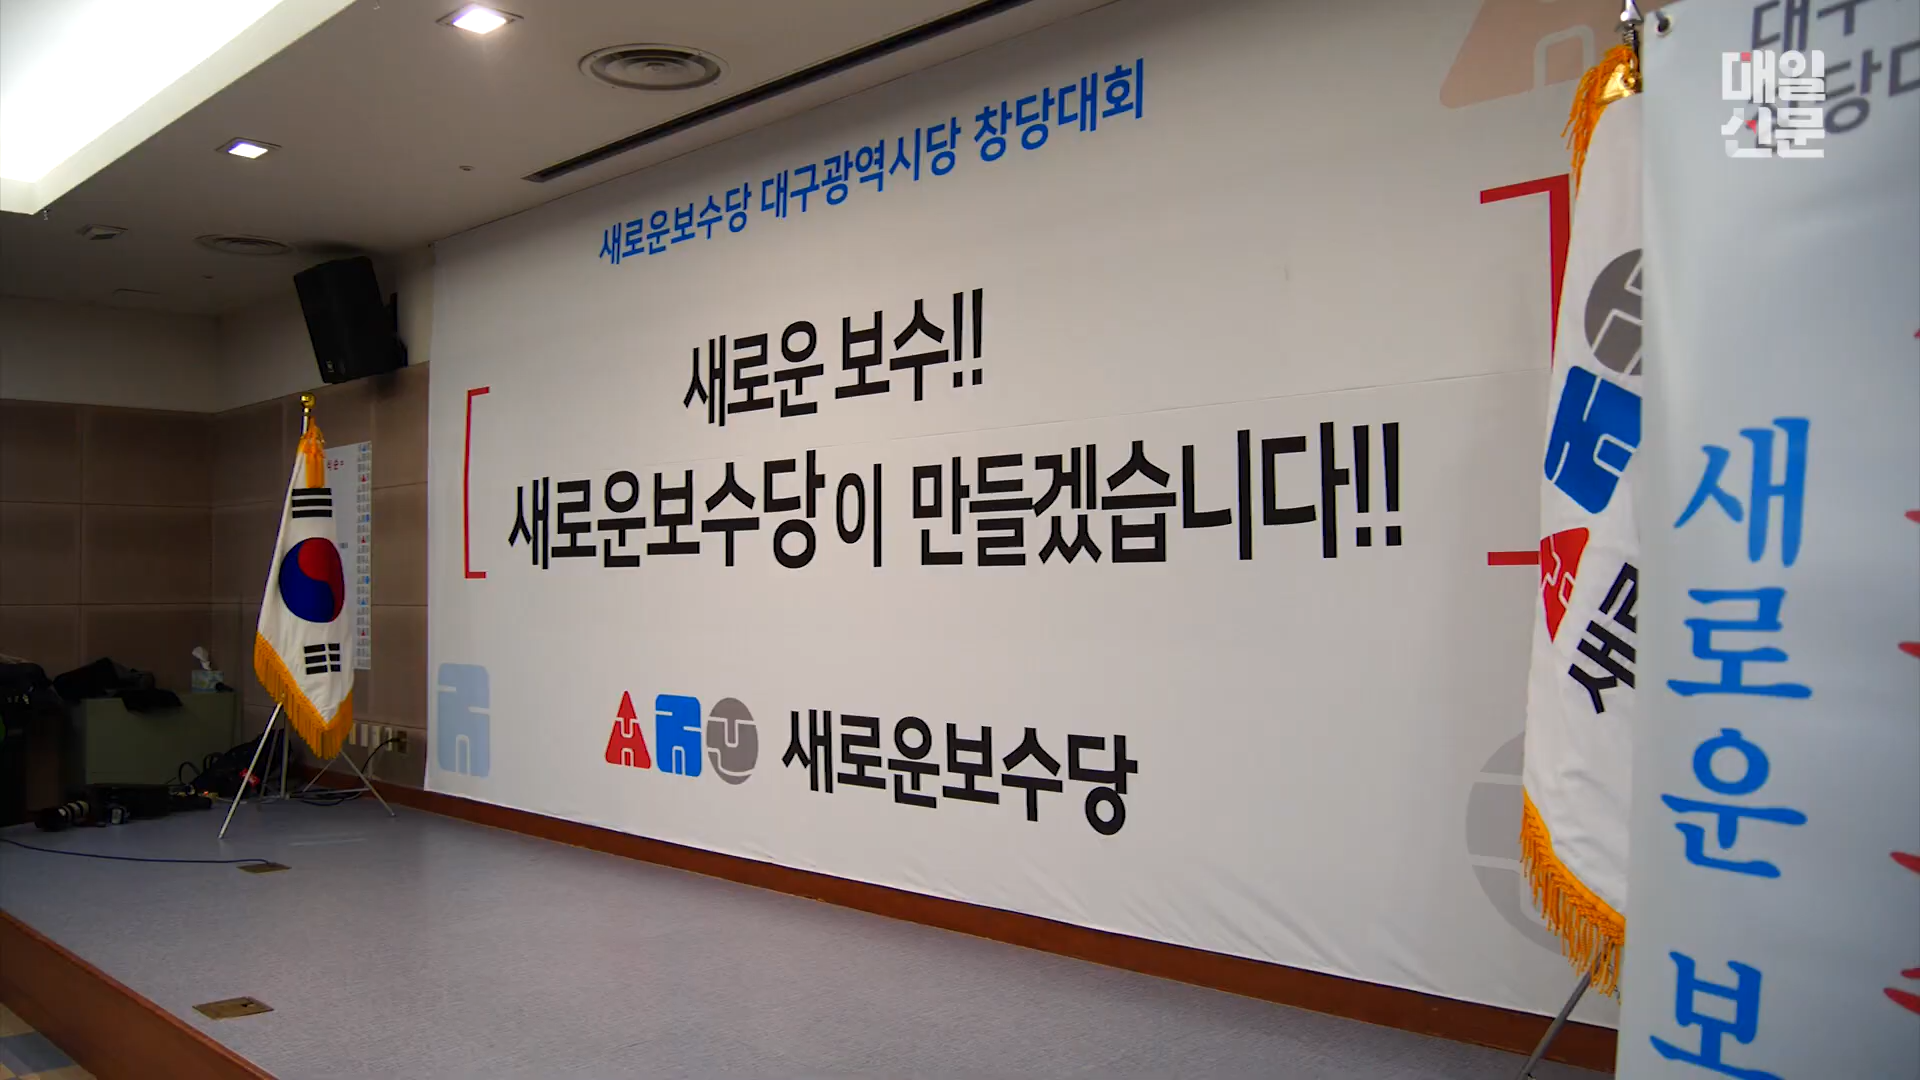 새로운보수당 대구광역시당 창당대회
새로운 보수!!
새로운보수당이 만들겠습니다!!
새로운보수당
매일
신문
새로운 보